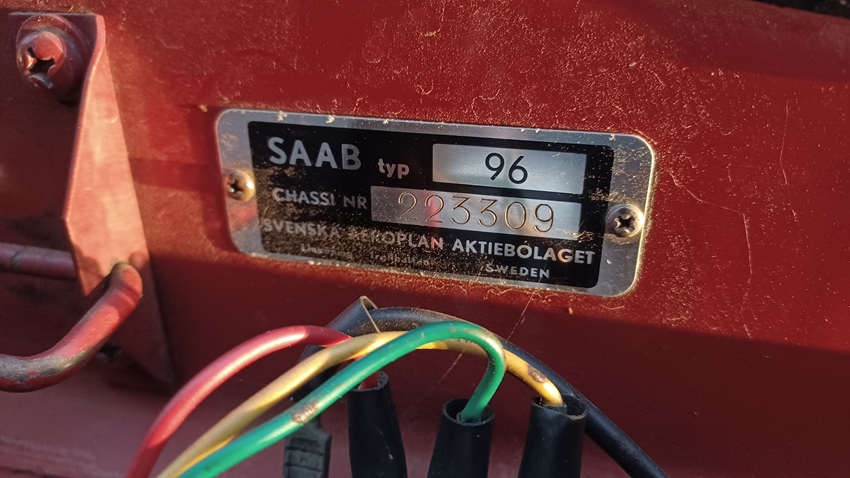 SAAB typ 96
CHASSI NR 223309
SVENSKA AEROPLAN AKTIEBOLAGET
SWEDEN